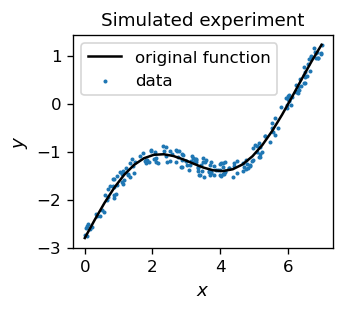 Simulated experiment
original function
data
1
0
−1
−2
−3
y
0
2
4
6
x